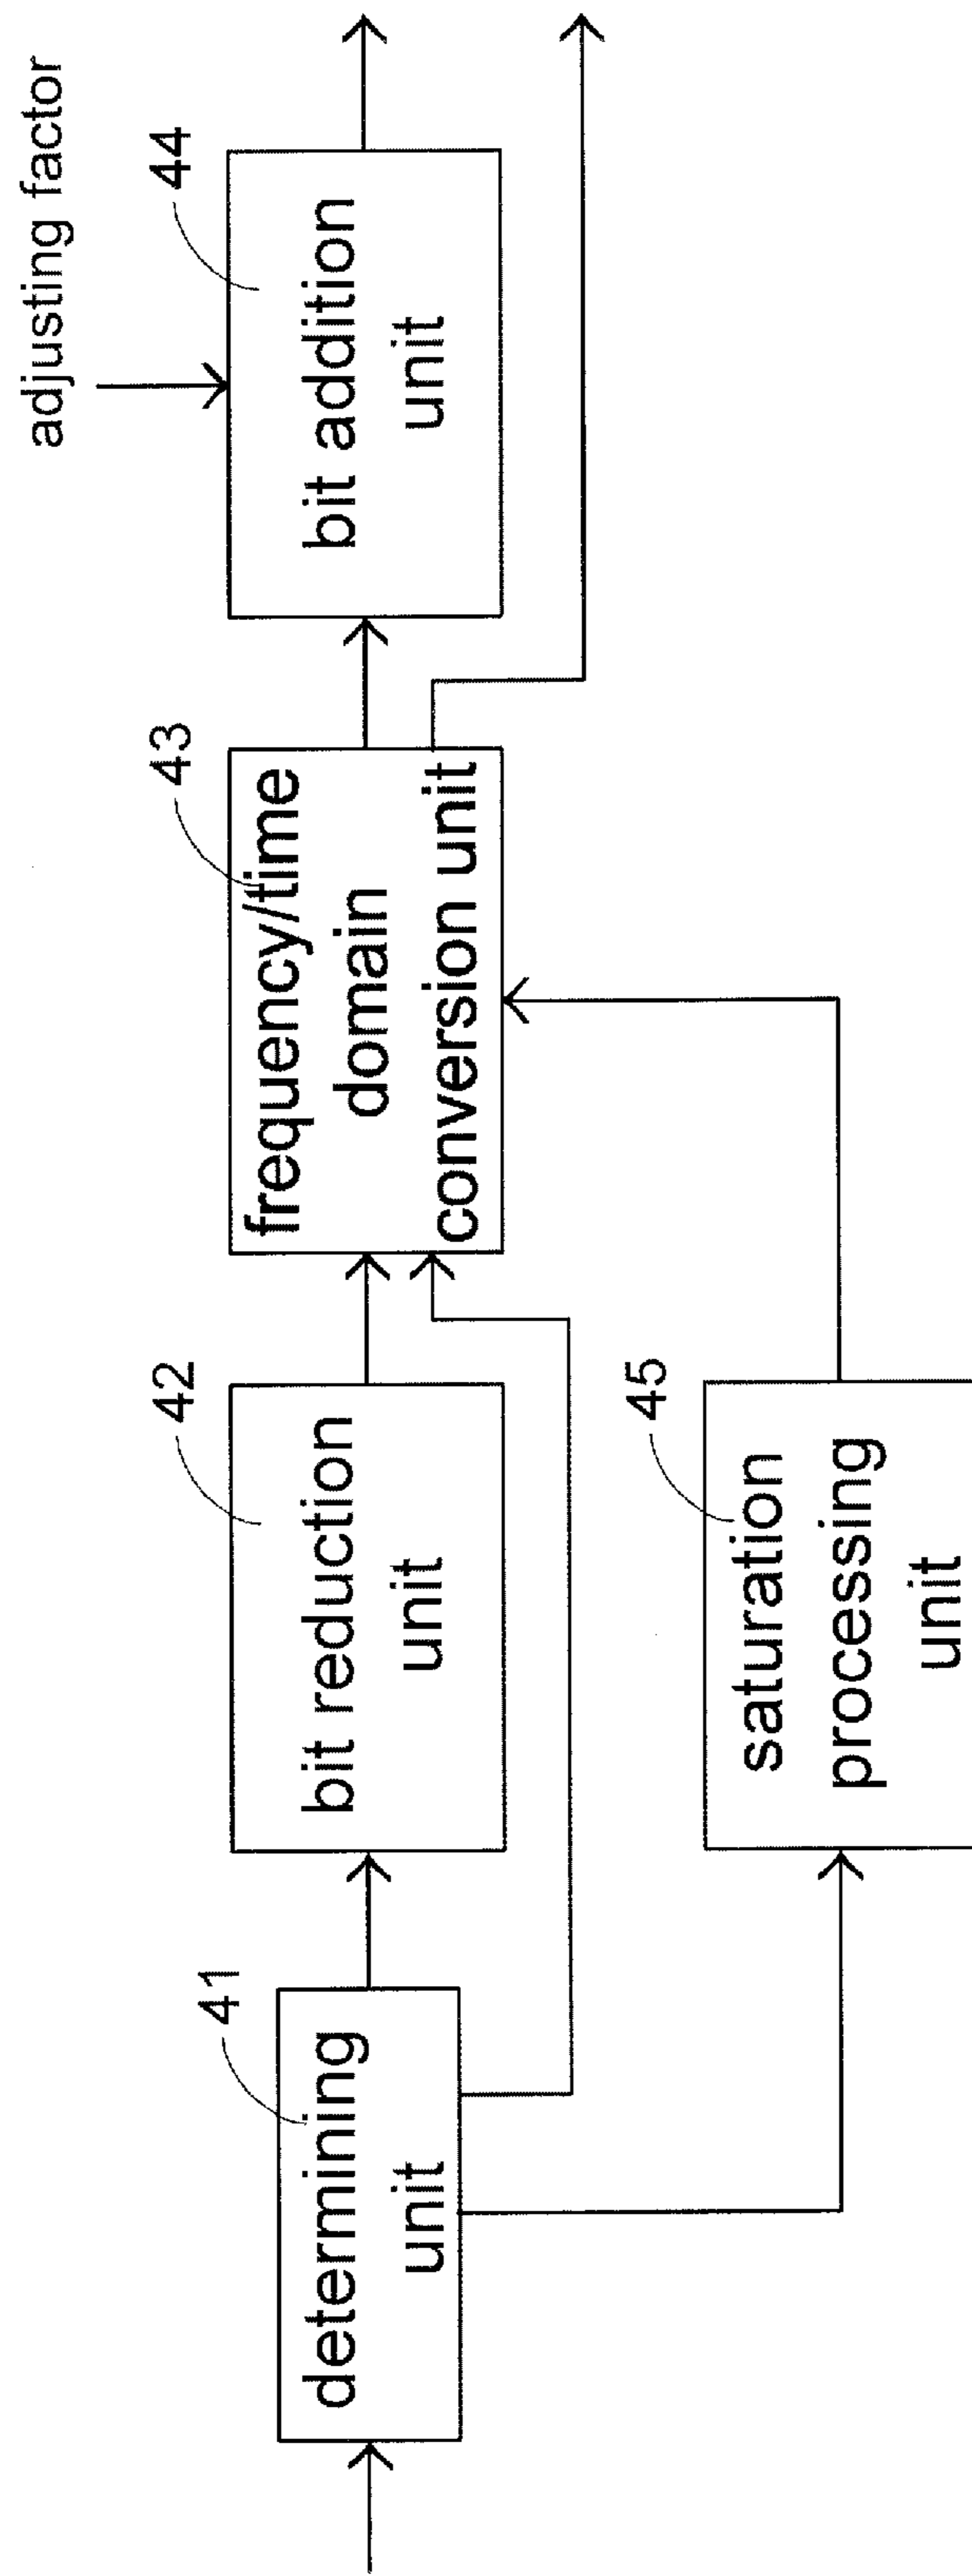 adjusting factor
41
determining
unit
42
bit reduction
unit
43
frequency/time
domain
conversion unit
44
bit addition
unit
45
saturation
processing
unit